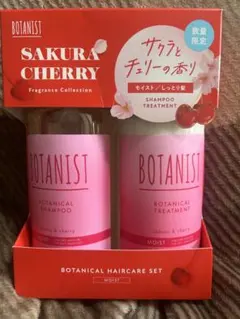 BOTANIST
SAKURA
CHERRY
Fragrance Collection
数量
限定
サクラと
チェリーの香り
モイスト/しっとり髪
SHAMPOO
TREATMENT
BOTANIST
BOTANICAL
SHAMPOO
BOTANIST
BOTANICAL
TREATMENT
MOIST
BOTANICAL HAIRCARE SET
MOIST